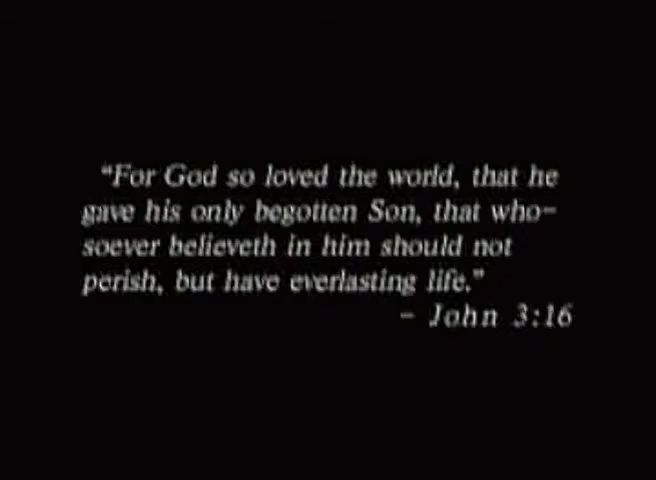 "For God so loved the world, that he
gave his only begotten Son, that who-
soever believeth in him should not
perish, but have everlasting life."
- John 3:16